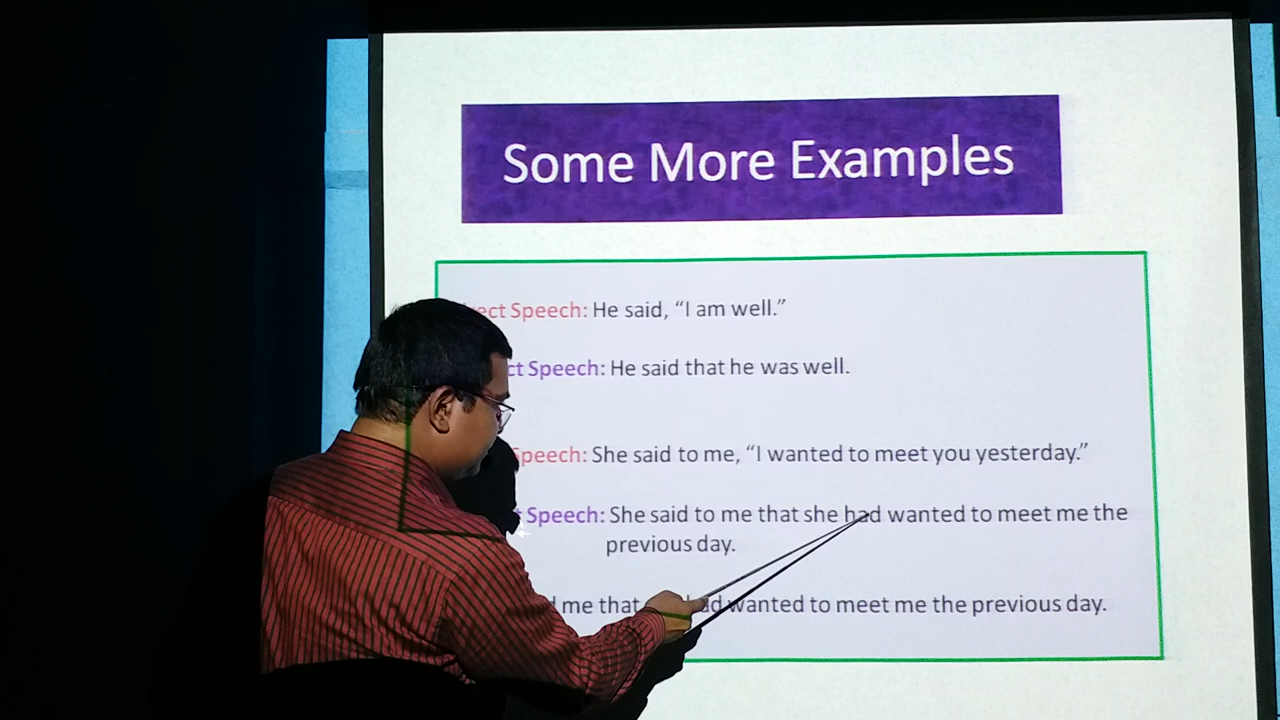 Some More Examples
Speech: He said, “I am well.”
Speech: He said that he was well.
Speech: She said to me, “I wanted to meet you yesterday.”
Speech: She said to me that she had wanted to meet me the
previous day.
me that had wanted to meet me the previous day.